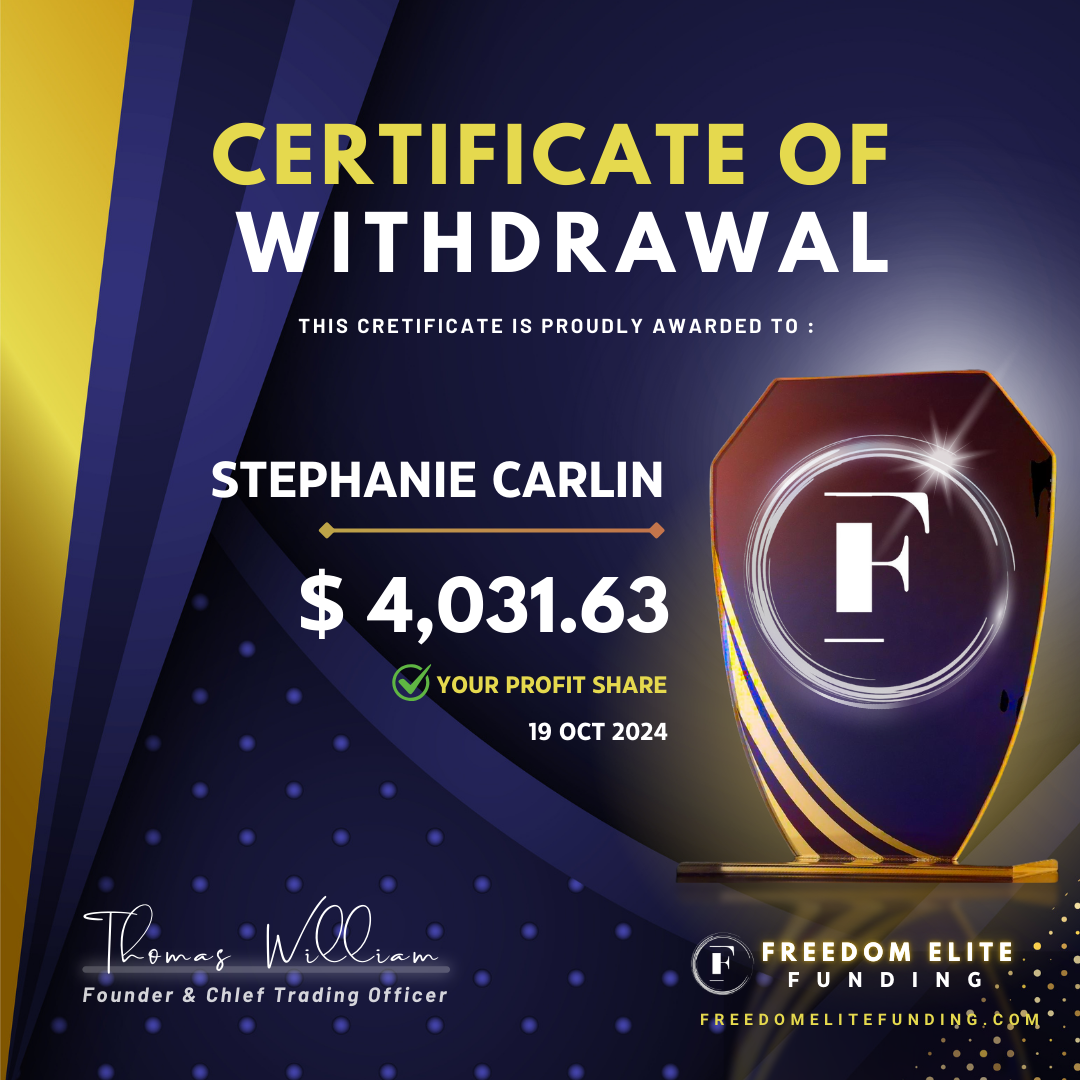 CERTIFICATE OF
WITHDRAWAL
THIS CRETIFICATE IS PROUDLY AWARDED TO :
STEPHANIE CARLIN
$ 4,031.63
YOUR PROFIT SHARE
19 OCT 2024
F
Thomas William
Founder & Chlef Trading Officer
F
FREEDOM ELITE
FUNDING
FREEDOMELITEFUNDING.COM